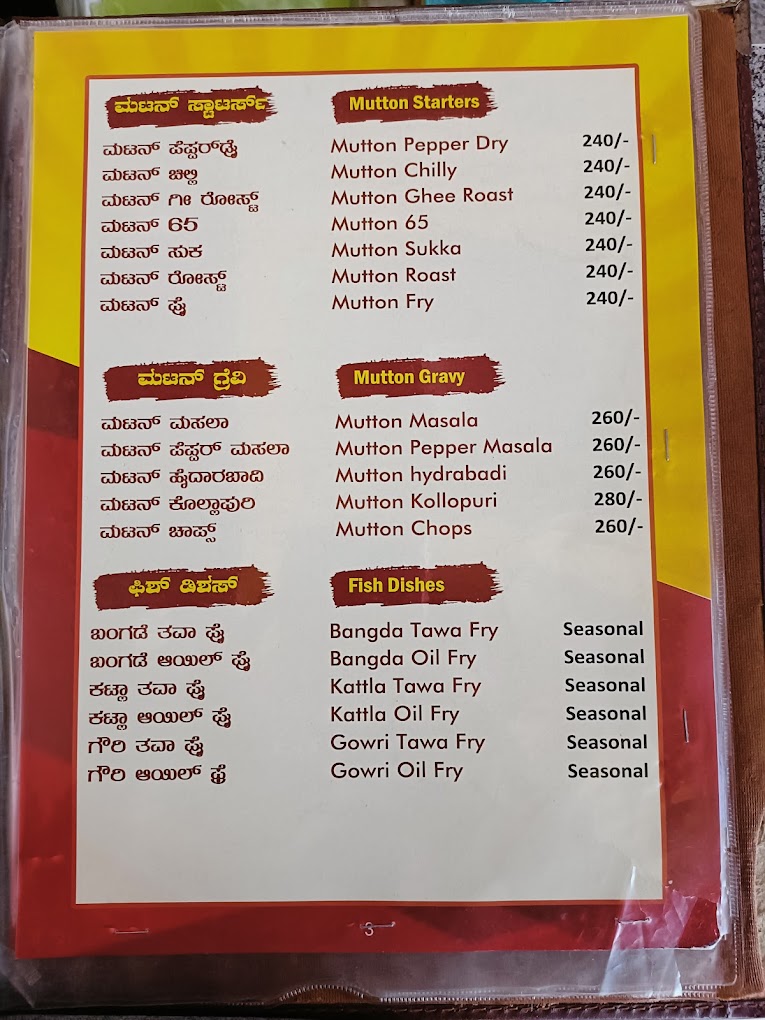 ಮಟನ್ ಸ್ಟಾರ್ಟರ್ಸ್ Mutton Starters
ಮಟನ್ ಪೆಪ್ಪರ್‌ಡ್ರೈ Mutton Pepper Dry 240/-
ಮಟನ್ ಚಿಲ್ಲಿ Mutton Chilly 240/-
ಮಟನ್ ಗೀ ರೋಸ್ಟ್ Mutton Ghee Roast 240/-
ಮಟನ್ 65 Mutton 65 240/-
ಮಟನ್ ಸುಕ Mutton Sukka 240/-
ಮಟನ್ ರೋಸ್ಟ್ Mutton Roast 240/-
ಮಟನ್ ಫ್ರೈ Mutton Fry 240/-
ಮಟನ್ ಗ್ರೆವಿ Mutton Gravy
ಮಟನ್ ಮಸಲಾ Mutton Masala 260/-
ಮಟನ್ ಪೆಪ್ಪರ್ ಮಸಲಾ Mutton Pepper Masala 260/-
ಮಟನ್ ಹೈದಾರಬಾದಿ Mutton hydrabadi 260/-
ಮಟನ್ ಕೊಲ್ಲಾಪುರಿ Mutton Kollopuri 280/-
ಮಟನ್ ಚಾಪ್ಸ್ Mutton Chops 260/-
ಫಿಶ್ ಡಿಶಸ್ Fish Dishes
ಬಂಗಡೆ ತವಾ ಫ್ರೈ Bangda Tawa Fry Seasonal
ಬಂಗಡೆ ಆಯಿಲ್ ಫ್ರೈ Bangda Oil Fry Seasonal
ಕಟ್ಲಾ ತವಾ ಫ್ರೈ Kattla Tawa Fry Seasonal
ಕಟ್ಲಾ ಆಯಿಲ್ ಫ್ರೈ Kattla Oil Fry Seasonal
ಗೌರಿ ತವಾ ಫ್ರೈ Gowri Tawa Fry Seasonal
ಗೌರಿ ಆಯಿಲ್ ಫ್ರೆ Gowri Oil Fry Seasonal
3